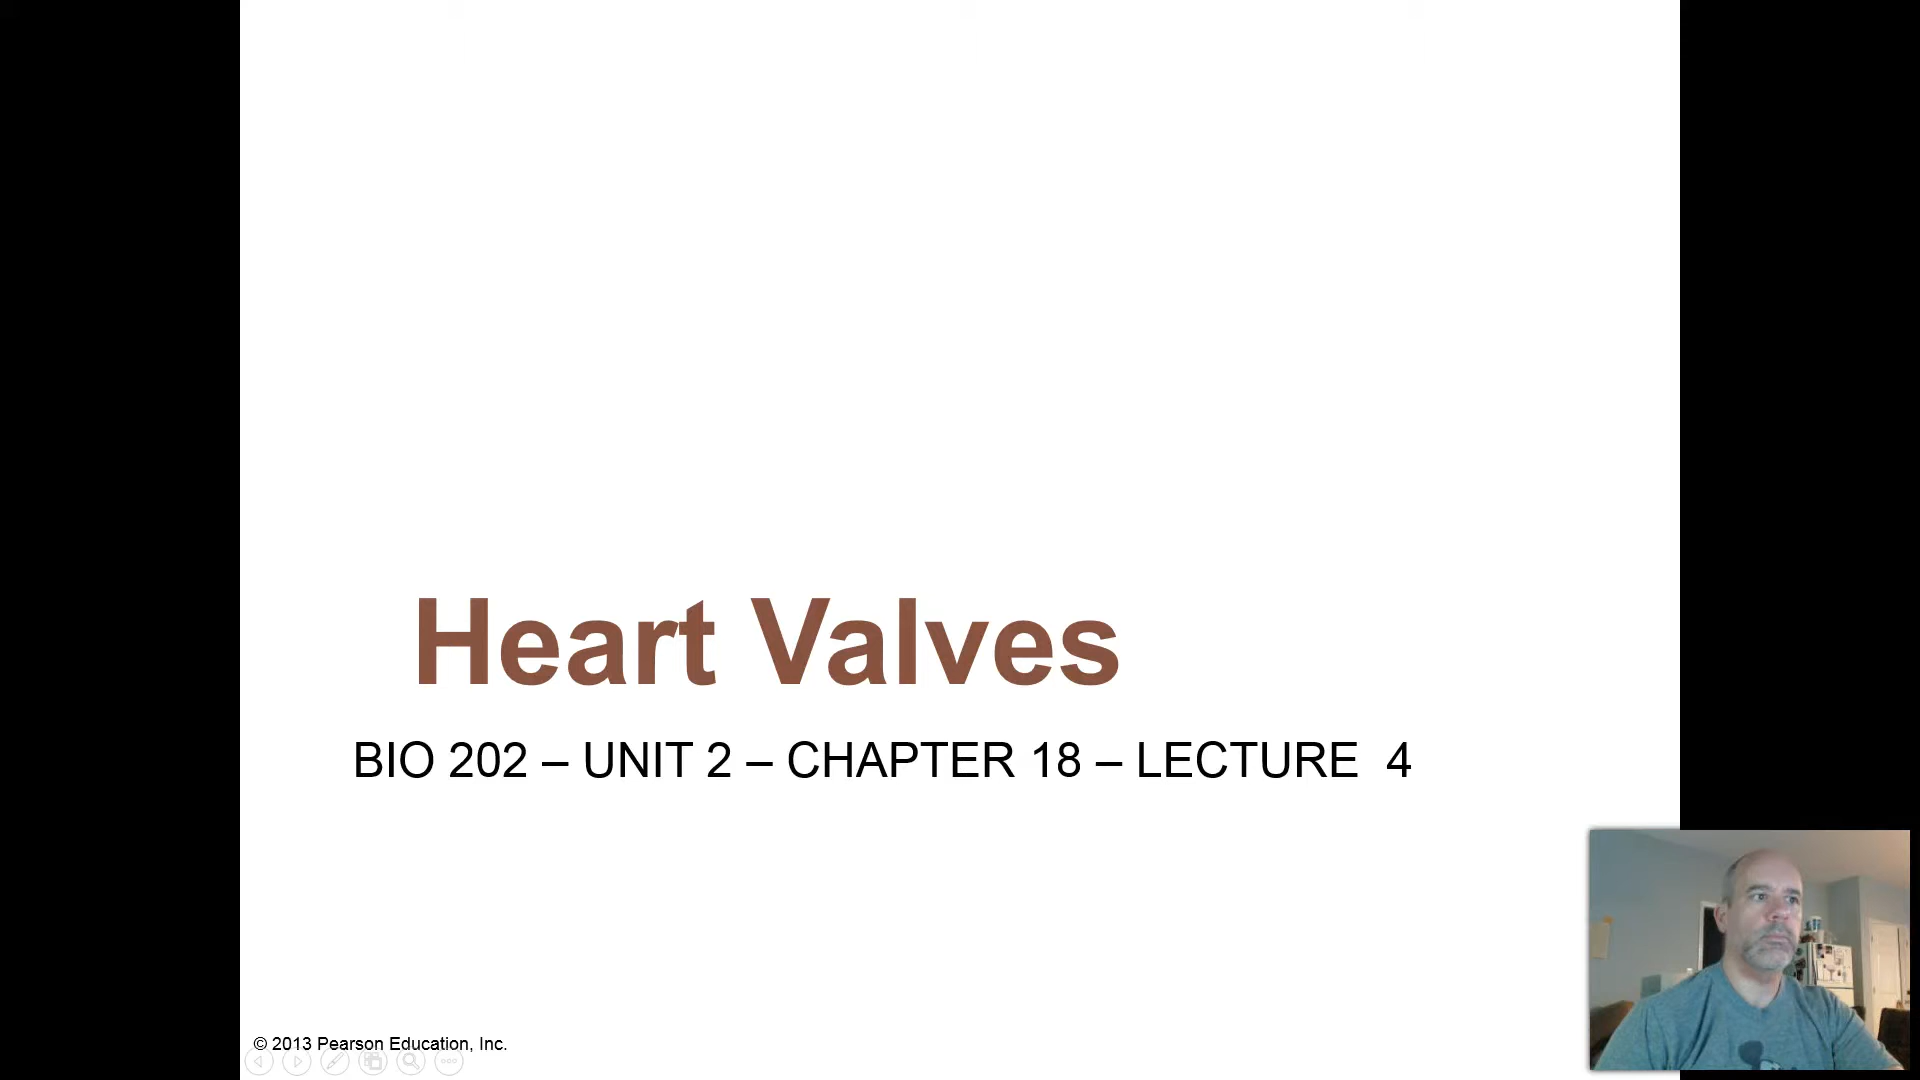 Heart Valves
BIO 202 – UNIT 2 – CHAPTER 18 – LECTURE  4
© 2013 Pearson Education, Inc.